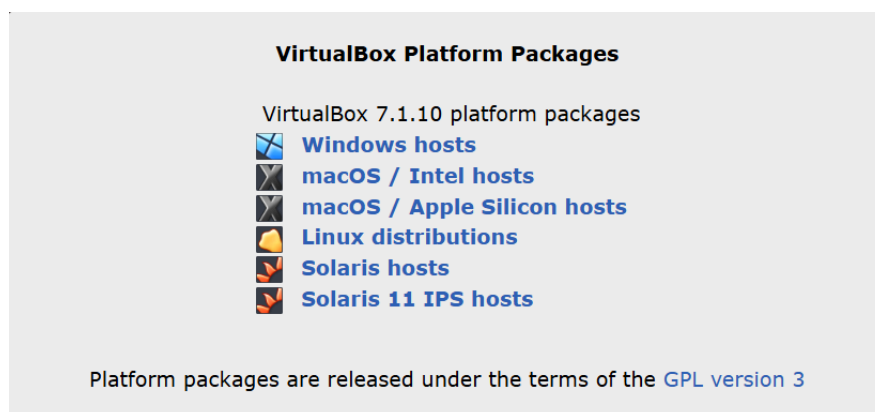 VirtualBox Platform Packages
VirtualBox 7.1.10 platform packages
Windows hosts
macOS / Intel hosts
macOS / Apple Silicon hosts
Linux distributions
Solaris hosts
Solaris 11 IPS hosts
Platform packages are released under the terms of the GPL version 3